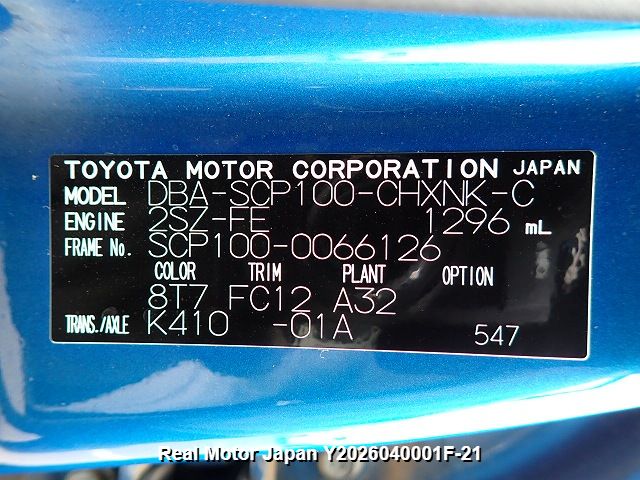 TOYOTA MOTOR CORPORATION JAPAN
MODEL DBA-SCP100-CHXNK-C
ENGINE 2SZ-FE 1296 mL
FRAME No. SCP100-0066126
COLOR TRIM PLANT OPTION
8T7 FC12 A32
TRANS./AXLE K410 -01A 547
Real Motor Japan Y2026040001F-21